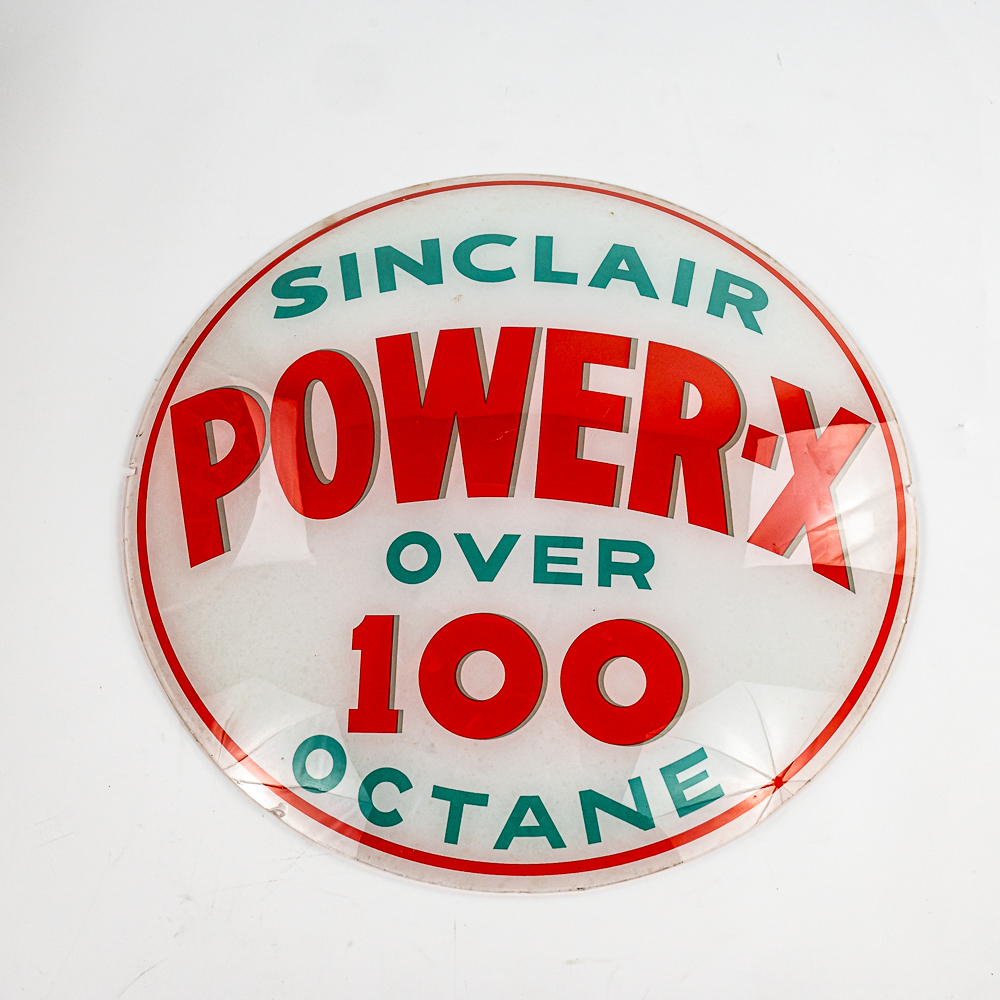 SINCLAIR
POWER-X
OVER
100
OCTANE